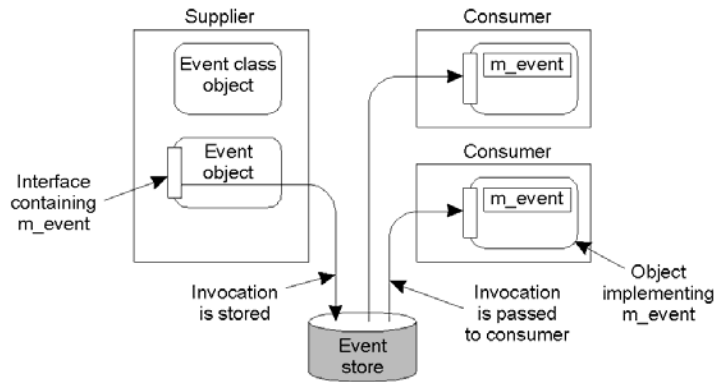 Supplier
Consumer
Event class
object
m_event
Event
object
Interface
containing
m_event
Consumer
m_event
Invocation
is stored
Invocation
is passed
to consumer
Object
implementing
m_event
Event
store